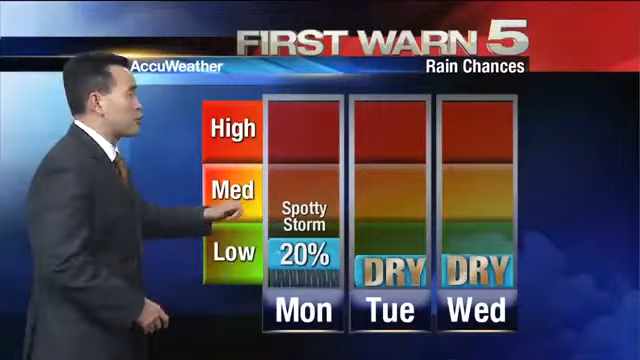 FIRST WARN 5
AccuWeather
Rain Chances
High
Med
Low
Spotty
Storm
20%
DRY
DRY
Mon
Tue
Wed